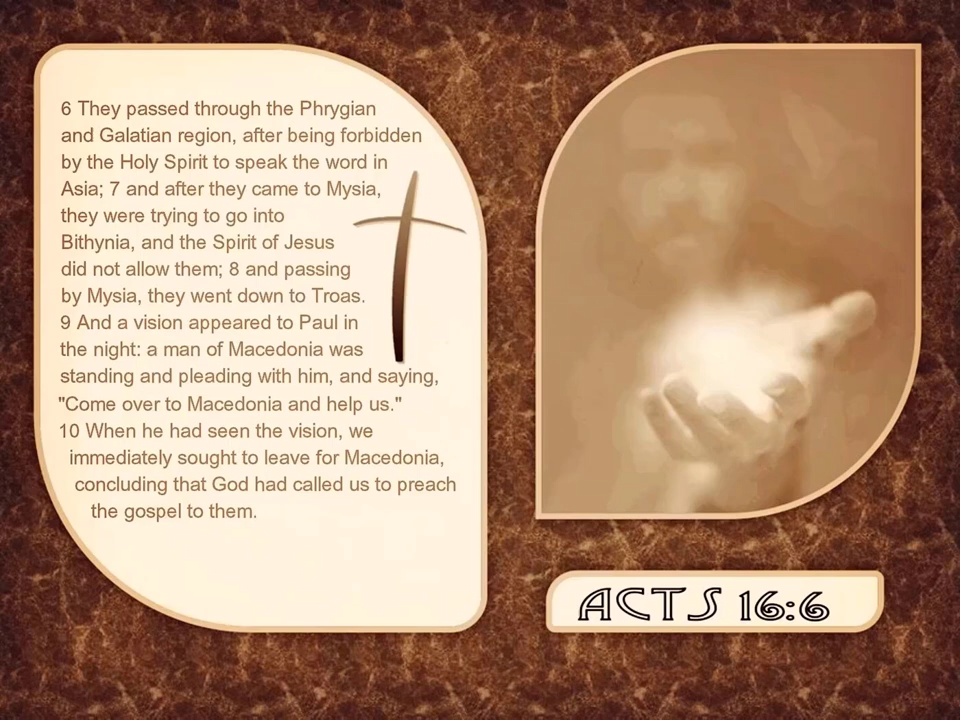 6 They passed through the Phrygian
and Galatian region, after being forbidden
by the Holy Spirit to speak the word in
Asia; 7 and after they came to Mysia,
they were trying to go into
Bithynia, and the Spirit of Jesus
did not allow them; 8 and passing
by Mysia, they went down to Troas.
9 And a vision appeared to Paul in
the night: a man of Macedonia was
standing and pleading with him, and saying,
"Come over to Macedonia and help us."
10 When he had seen the vision, we
immediately sought to leave for Macedonia,
concluding that God had called us to preach
the gospel to them.
ACTS 16:6